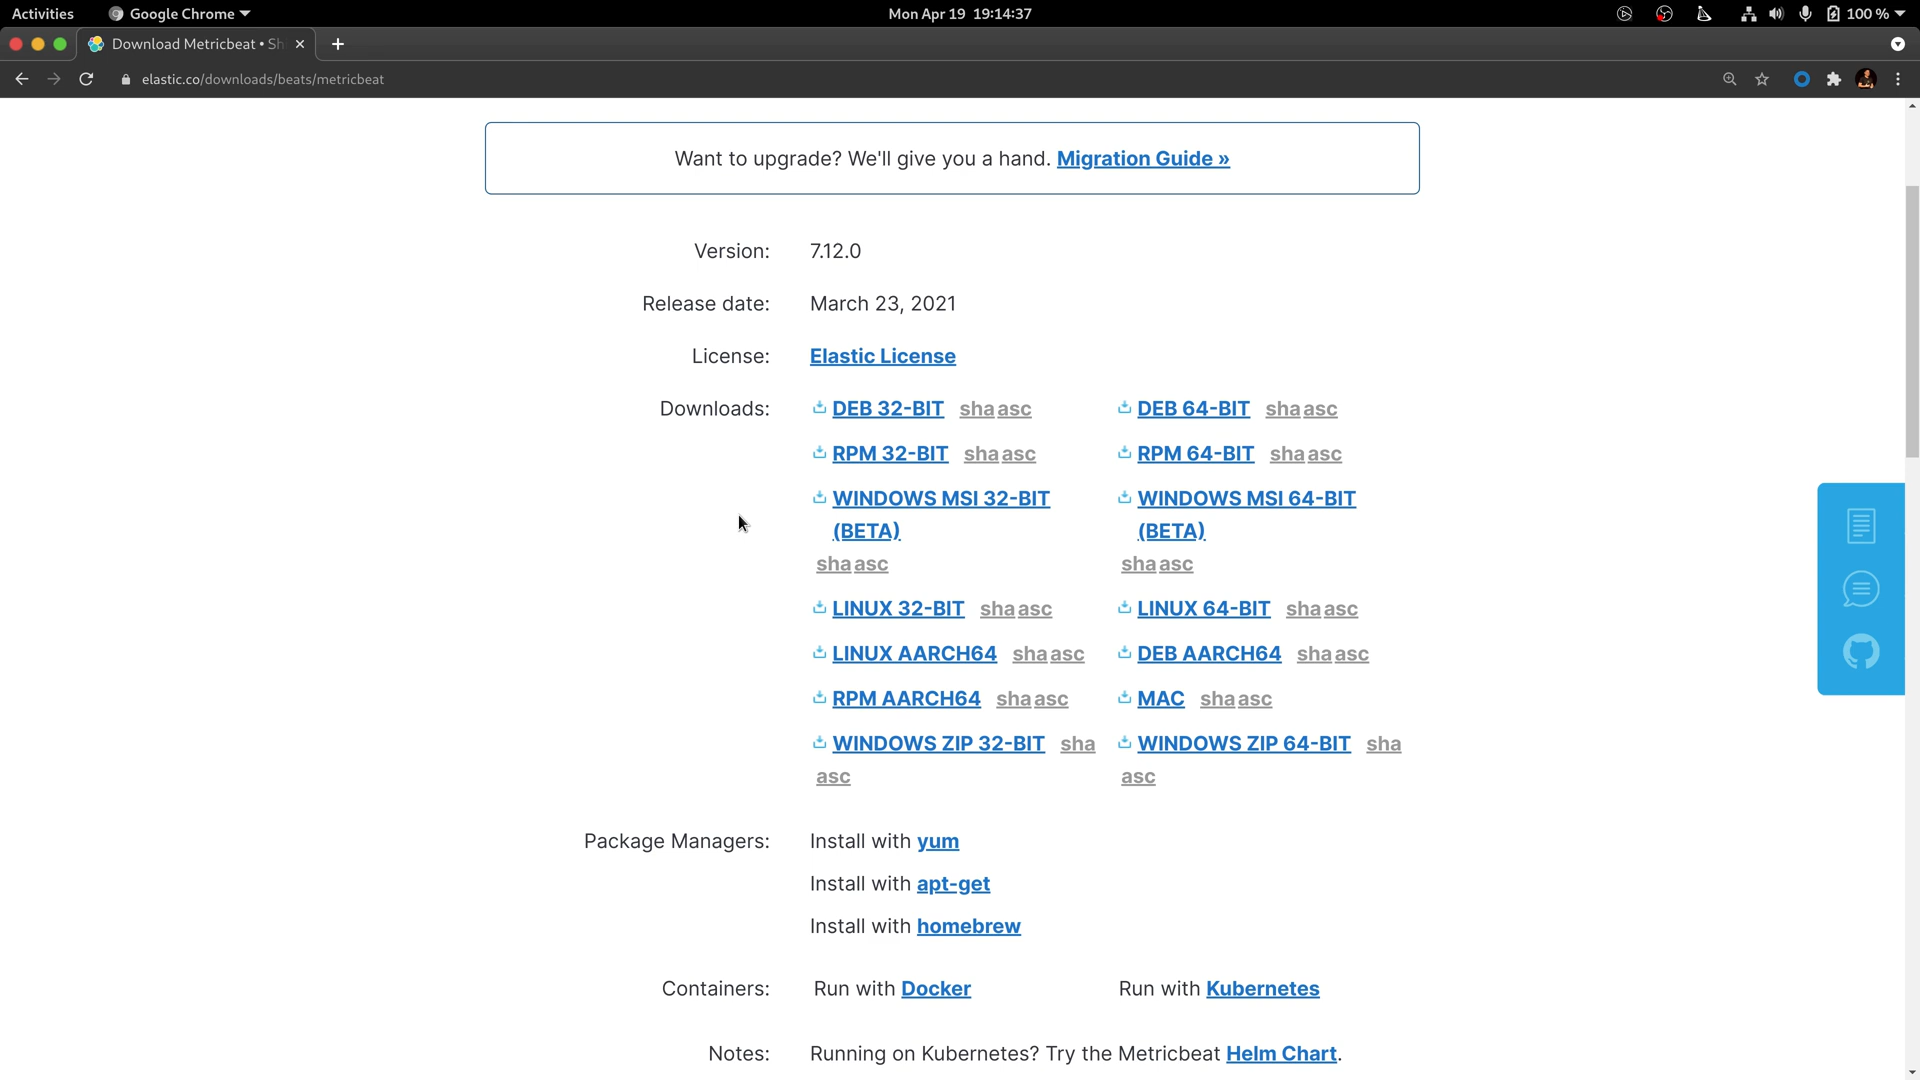 Activities Google Chrome Mon Apr 19 19:14:37 100 %
Download Metricbeat • Sh
elastic.co/downloads/beats/metricbeat
Want to upgrade? We'll give you a hand. Migration Guide »
Version: 7.12.0
Release date: March 23, 2021
License: Elastic License
Downloads: DEB 32-BIT sha asc DEB 64-BIT sha asc
RPM 32-BIT sha asc RPM 64-BIT sha asc
WINDOWS MSI 32-BIT WINDOWS MSI 64-BIT
(BETA) (BETA)
sha asc sha asc
LINUX 32-BIT sha asc LINUX 64-BIT sha asc
LINUX AARCH64 sha asc DEB AARCH64 sha asc
RPM AARCH64 sha asc MAC sha asc
WINDOWS ZIP 32-BIT sha WINDOWS ZIP 64-BIT sha
asc asc
Package Managers: Install with yum
Install with apt-get
Install with homebrew
Containers: Run with Docker Run with Kubernetes
Notes: Running on Kubernetes? Try the Metricbeat Helm Chart.